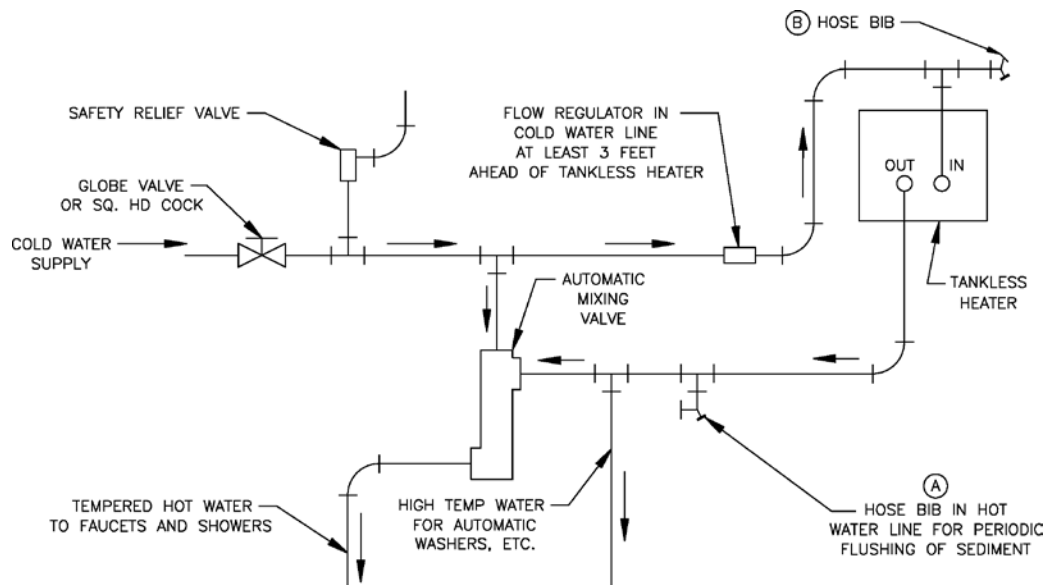 B HOSE BIB
SAFETY RELIEF VALVE
FLOW REGULATOR IN
COLD WATER LINE
AT LEAST 3 FEET
AHEAD OF TANKLESS HEATER
GLOBE VALVE
OR SQ. HD COCK
OUT IN
COLD WATER
SUPPLY
AUTOMATIC
MIXING
VALVE
TANKLESS
HEATER
TEMPERED HOT WATER
TO FAUCETS AND SHOWERS
HIGH TEMP WATER
FOR AUTOMATIC
WASHERS, ETC.
A
HOSE BIB IN HOT
WATER LINE FOR PERIODIC
FLUSHING OF SEDIMENT